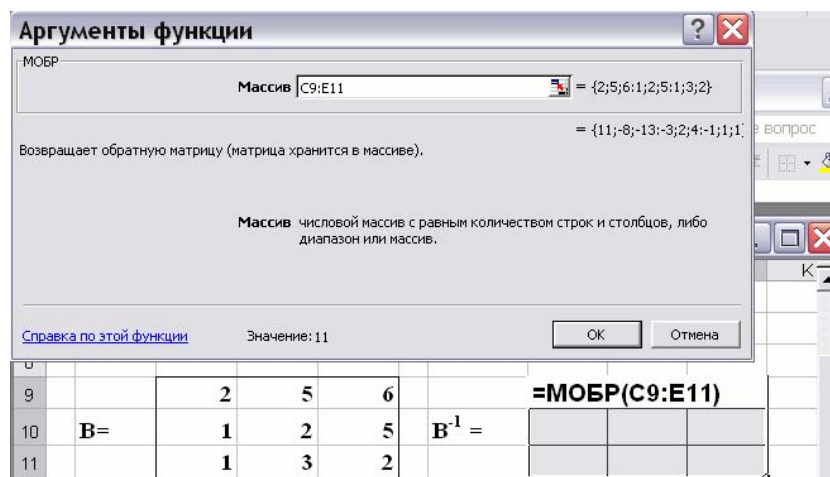 Аргументы функции
МОБР
Массив C9:E11 = {2;5;6:1;2;5:1;3;2}
= {11;-8;-13:-3;2;4:-1;1;1}
Возвращает обратную матрицу (матрица хранится в массиве).
Массив числовой массив с равным количеством строк и столбцов, либо
диапазон или массив.
Справка по этой функции Значение:11 ОК Отмена
вопрос
K
9 2 5 6 =МОБР(C9:E11)
10 B= 1 2 5 B⁻¹ =
11 1 3 2